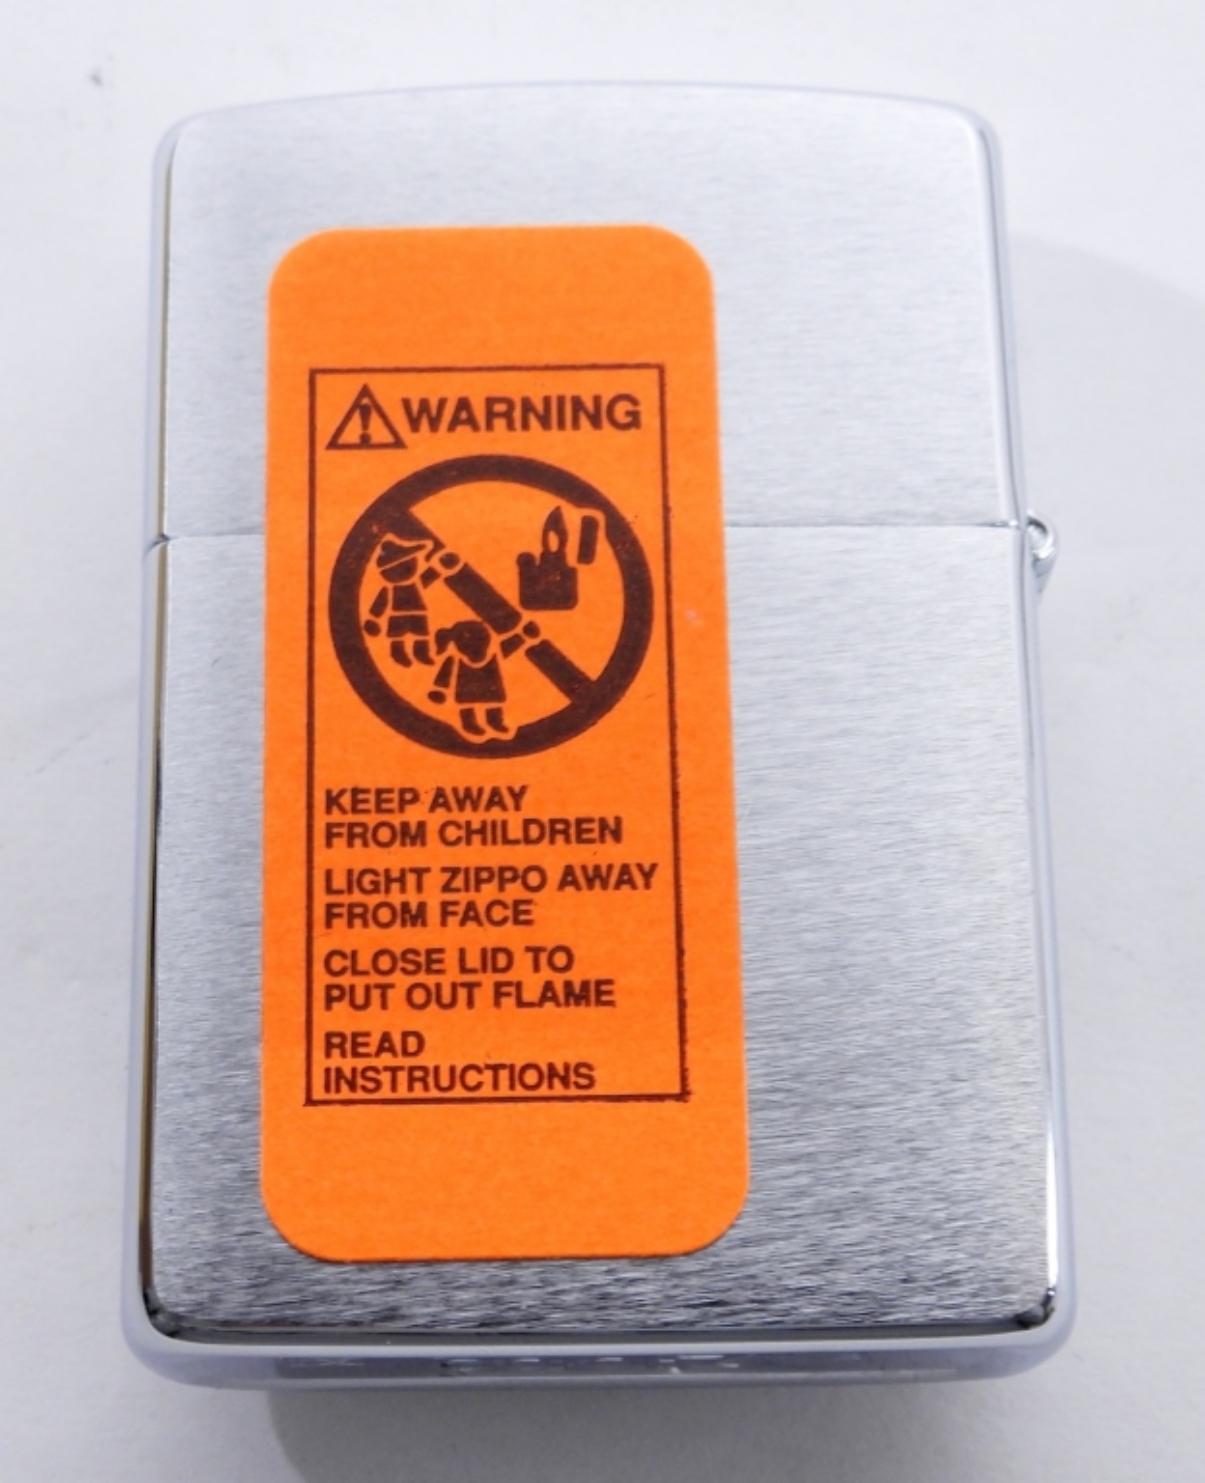 WARNING
KEEP AWAY
FROM CHILDREN
LIGHT ZIPPO AWAY
FROM FACE
CLOSE LID TO
PUT OUT FLAME
READ
INSTRUCTIONS